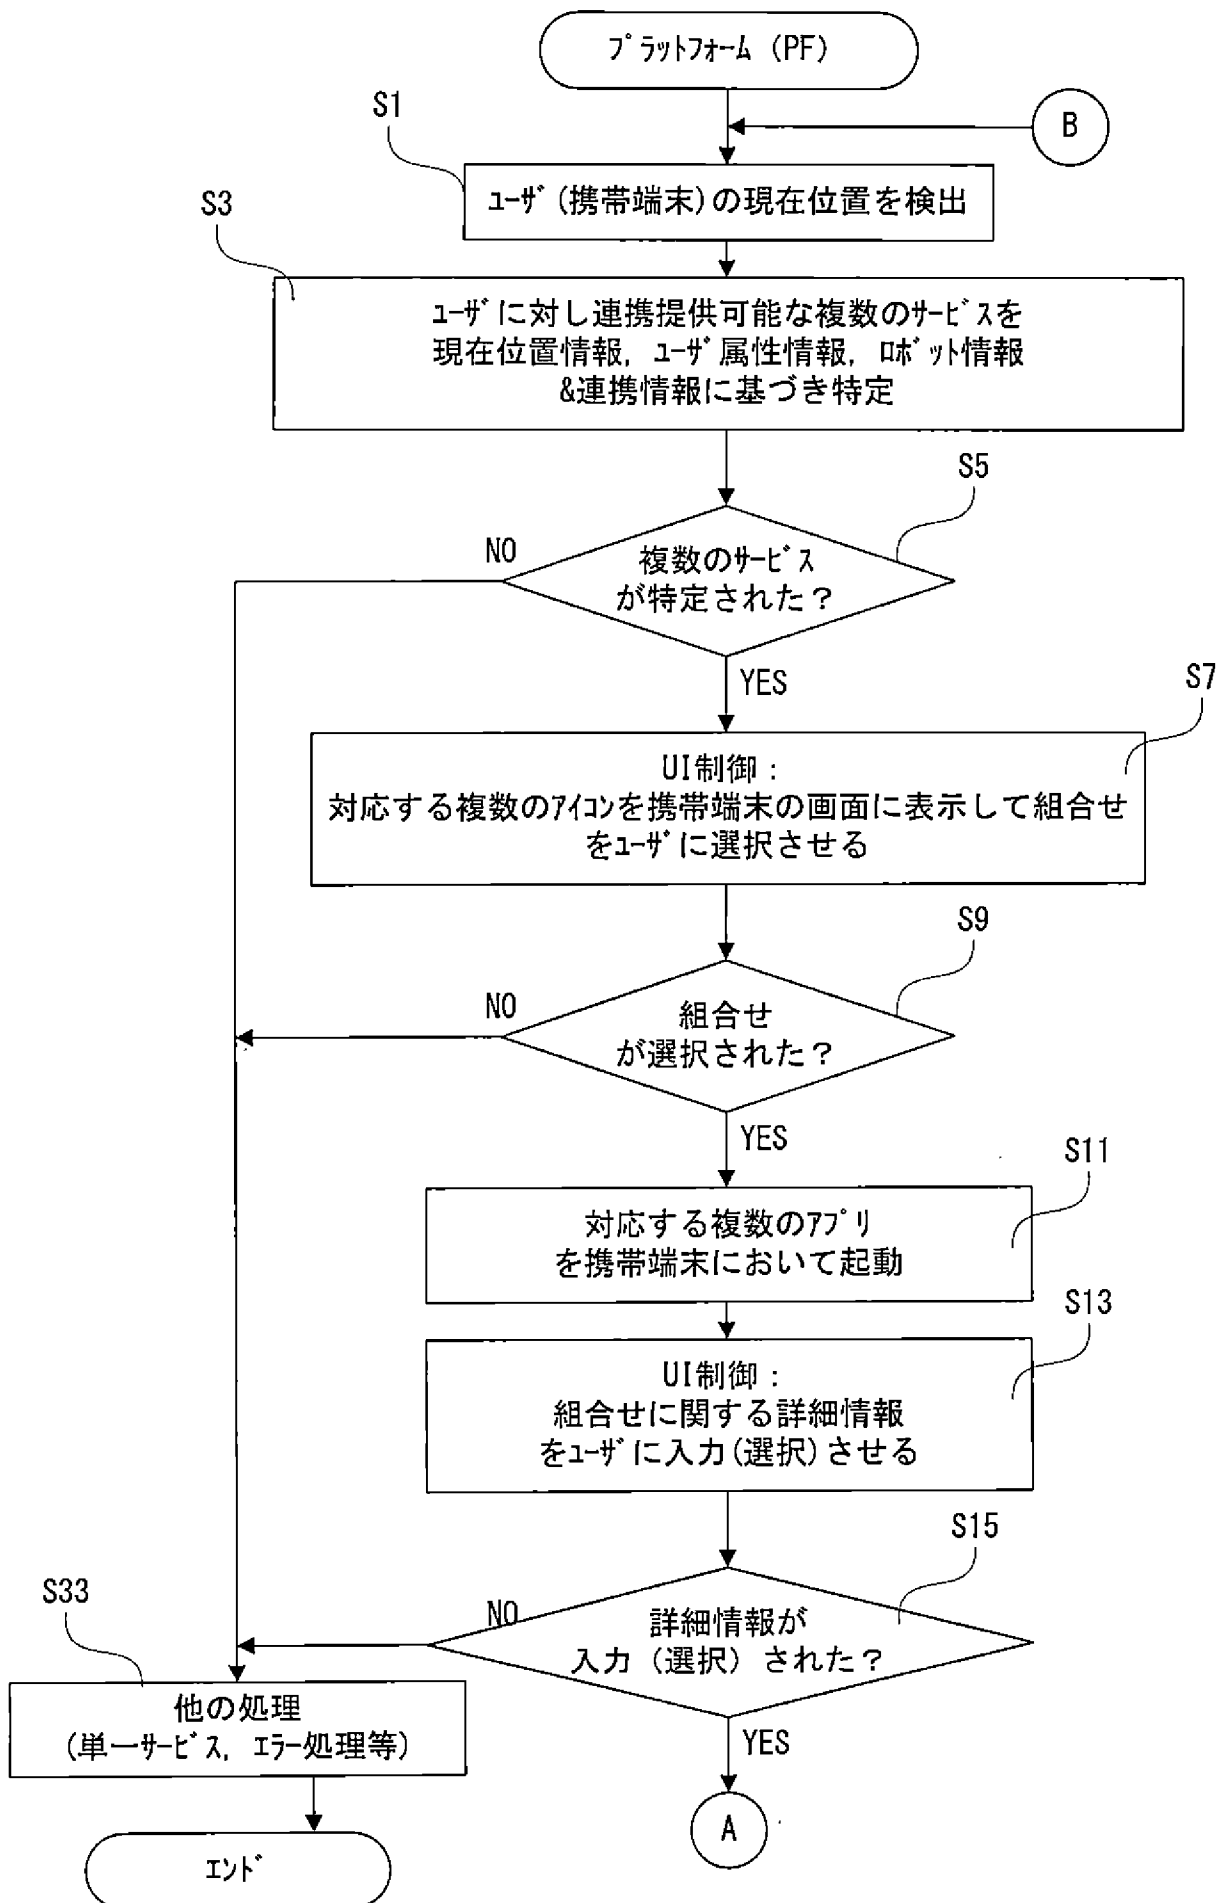 ﾌﾟﾗｯﾄﾌｫｰﾑ (PF)
B
S1
ﾕｰｻﾞ(携帯端末)の現在位置を検出
S3
ﾕｰｻﾞに対し連携提供可能な複数のｻｰﾋﾞｽを
現在位置情報, ﾕｰｻﾞ属性情報, ﾛﾎﾞｯﾄ情報
&連携情報に基づき特定
S5
NO
複数のｻｰﾋﾞｽ
が特定された？
YES
S7
UI制御：
対応する複数のｱｲｺﾝを携帯端末の画面に表示して組合せ
をﾕｰｻﾞに選択させる
S9
NO
組合せ
が選択された？
YES
S11
対応する複数のｱﾌﾟﾘ
を携帯端末において起動
S13
UI制御：
組合せに関する詳細情報
をﾕｰｻﾞに入力(選択)させる
S15
NO
詳細情報が
入力（選択）された？
YES
S33
他の処理
(単一ｻｰﾋﾞｽ, ｴﾗｰ処理等)
A
ｴﾝﾄﾞ